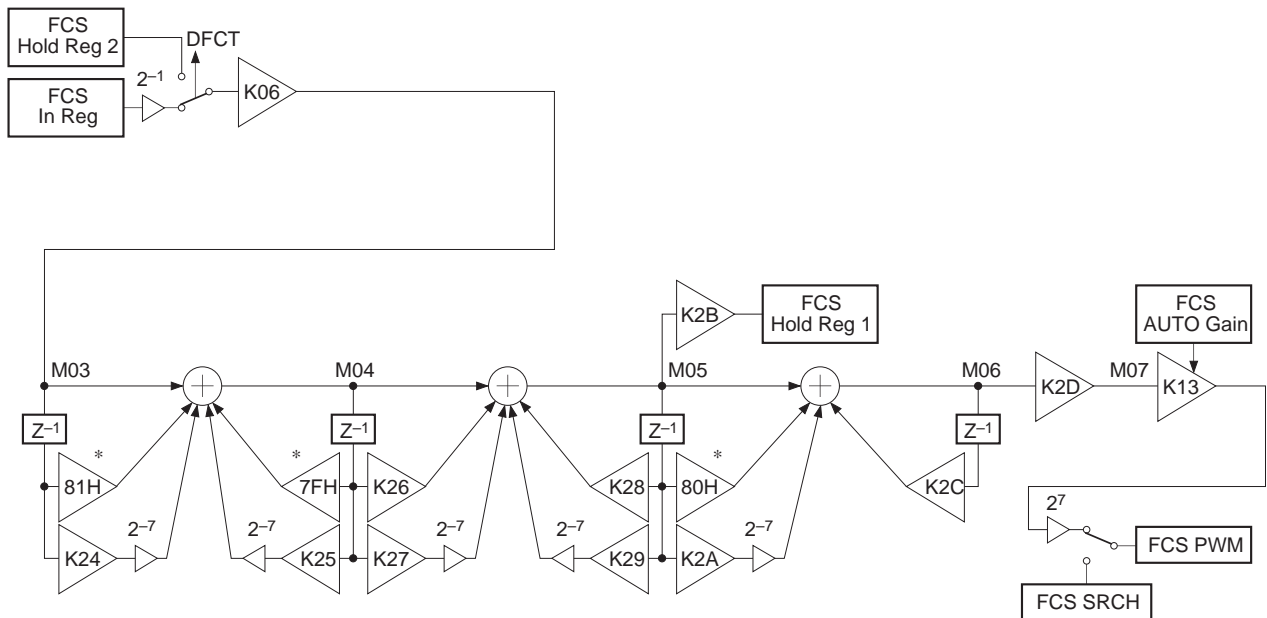 FCS
Hold Reg 2
DFCT
2–1
FCS
In Reg
K06
K2B
FCS
Hold Reg 1
FCS
AUTO Gain
M03
M04
M05
M06
M07
K2D
K13
Z–1
Z–1
Z–1
Z–1
*
*
*
81H
7FH
K26
K28
80H
K2C
2–7
2–7
2–7
2–7
2–7
K24
K25
K27
K29
K2A
27
FCS PWM
FCS SRCH